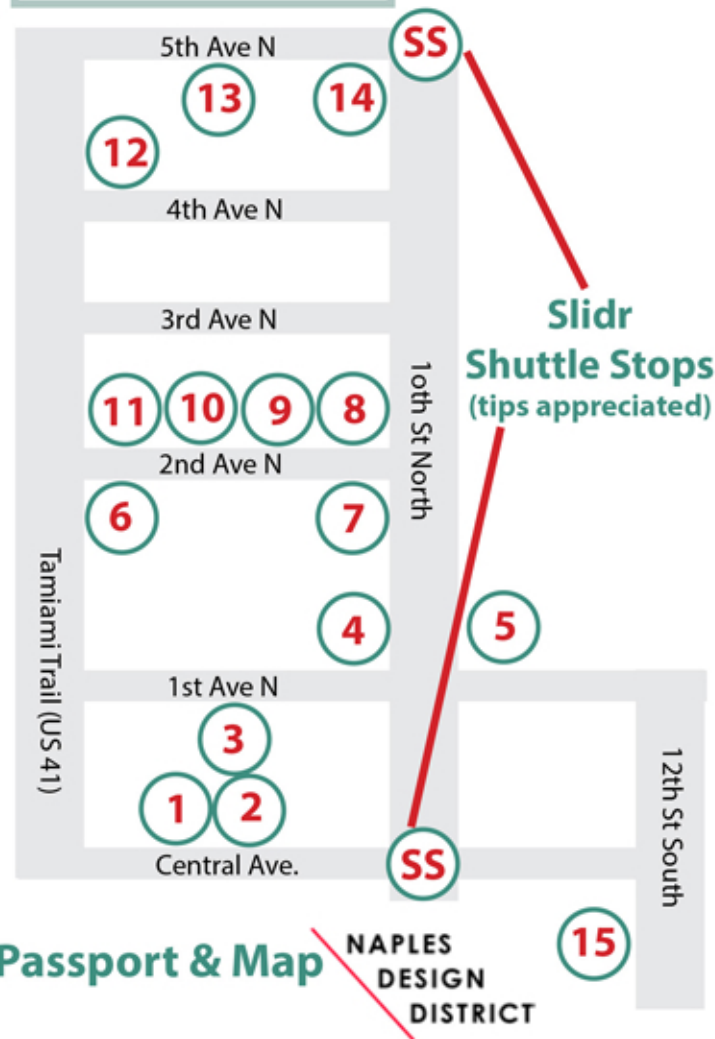 5th Ave N
SS
13
14
12
4th Ave N
3rd Ave N
Slidr
Shuttle Stops
(tips appreciated)
11
10
9
8
1oth St North
2nd Ave N
6
7
Tamiami Trail (US 41)
4
5
1st Ave N
3
1
2
12th St South
Central Ave.
SS
15
Passport & Map
NAPLES
DESIGN
DISTRICT